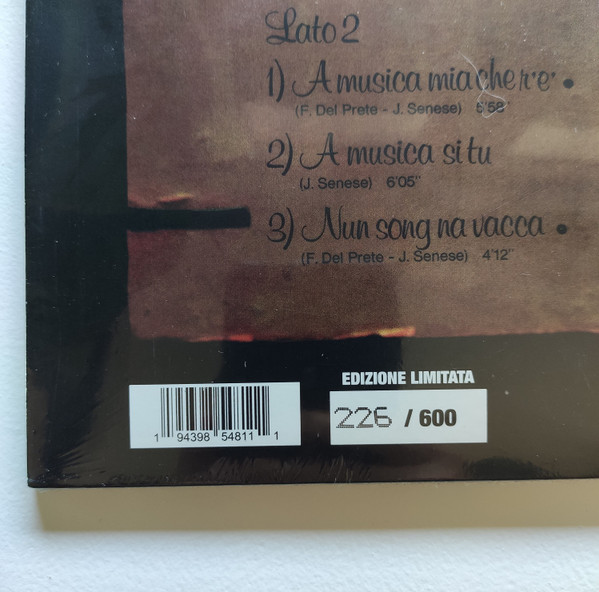 Lato 2
1) A musica mia che r'e' •
(F. Del Prete - J. Senese) 5'58"
2) A musica si tu
(J. Senese) 6'05"
3) Nun song na vacca •
(F. Del Prete - J. Senese) 4'12"
EDIZIONE LIMITATA
226 / 600
1 94398 54811 1